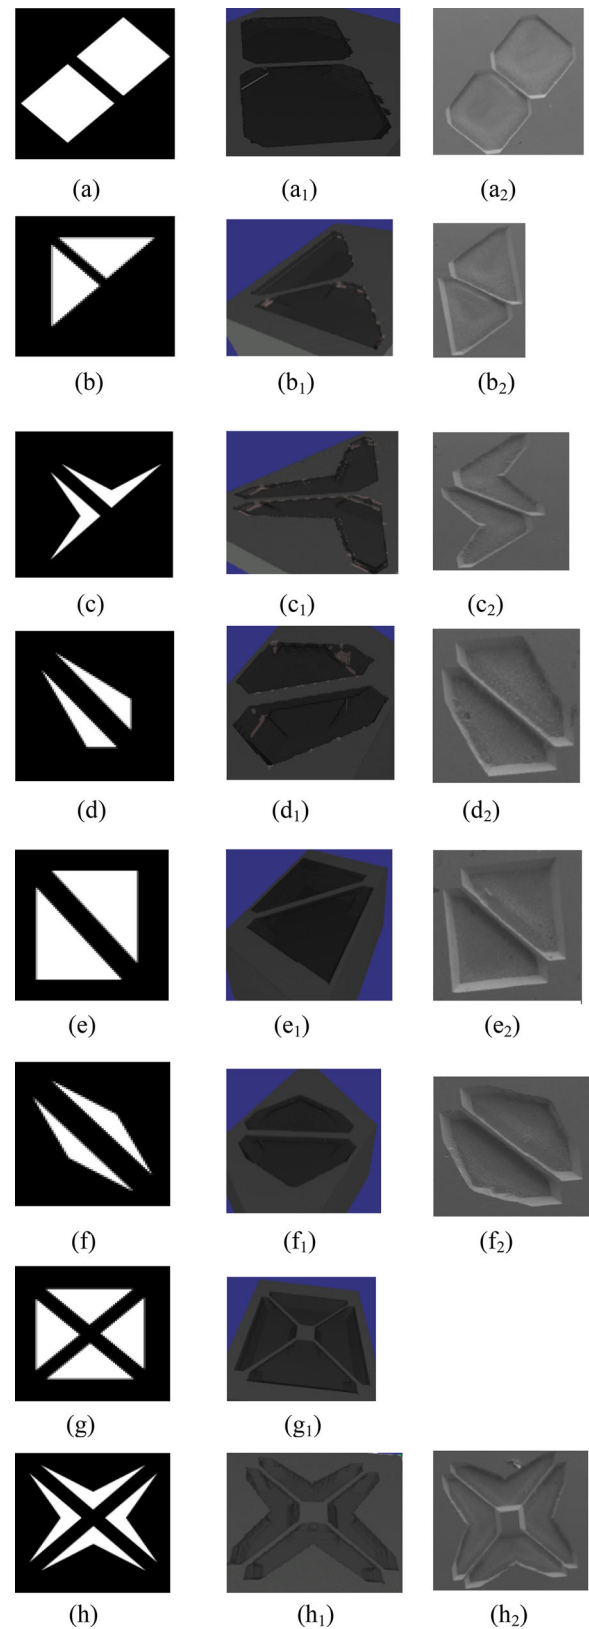 (a) (a₁) (a₂)
(b) (b₁) (b₂)
(c) (c₁) (c₂)
(d) (d₁) (d₂)
(e) (e₁) (e₂)
(f) (f₁) (f₂)
(g) (g₁)
(h) (h₁) (h₂)